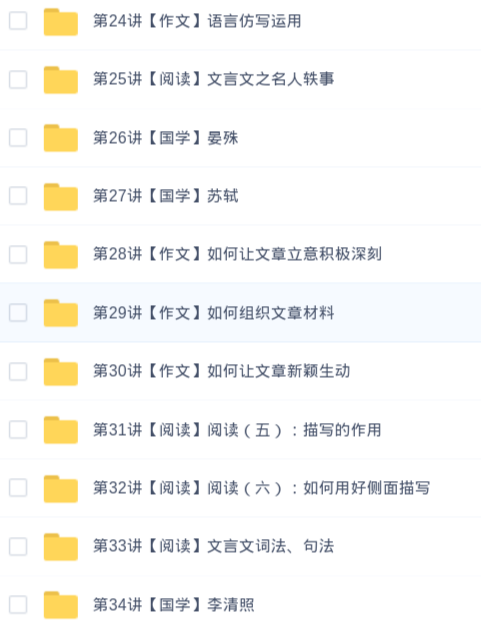 第24讲【作文】语言仿写运用
第25讲【阅读】文言文之名人轶事
第26讲【国学】晏殊
第27讲【国学】苏轼
第28讲【作文】如何让文章立意积极深刻
第29讲【作文】如何组织文章材料
第30讲【作文】如何让文章新颖生动
第31讲【阅读】阅读（五）：描写的作用
第32讲【阅读】阅读（六）：如何用好侧面描写
第33讲【阅读】文言文词法、句法
第34讲【国学】李清照